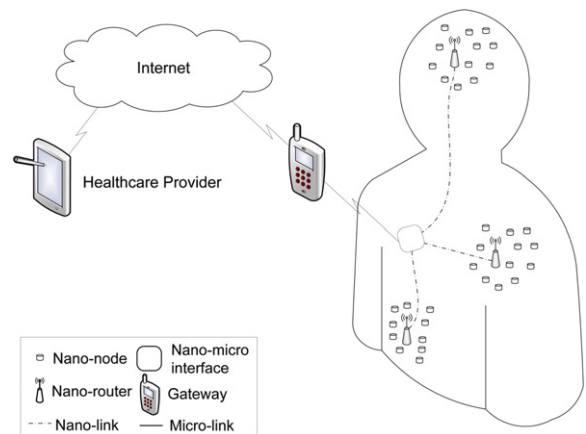 Internet
Healthcare Provider
Nano-node
Nano-micro
interface
Nano-router
Gateway
Nano-link
Micro-link